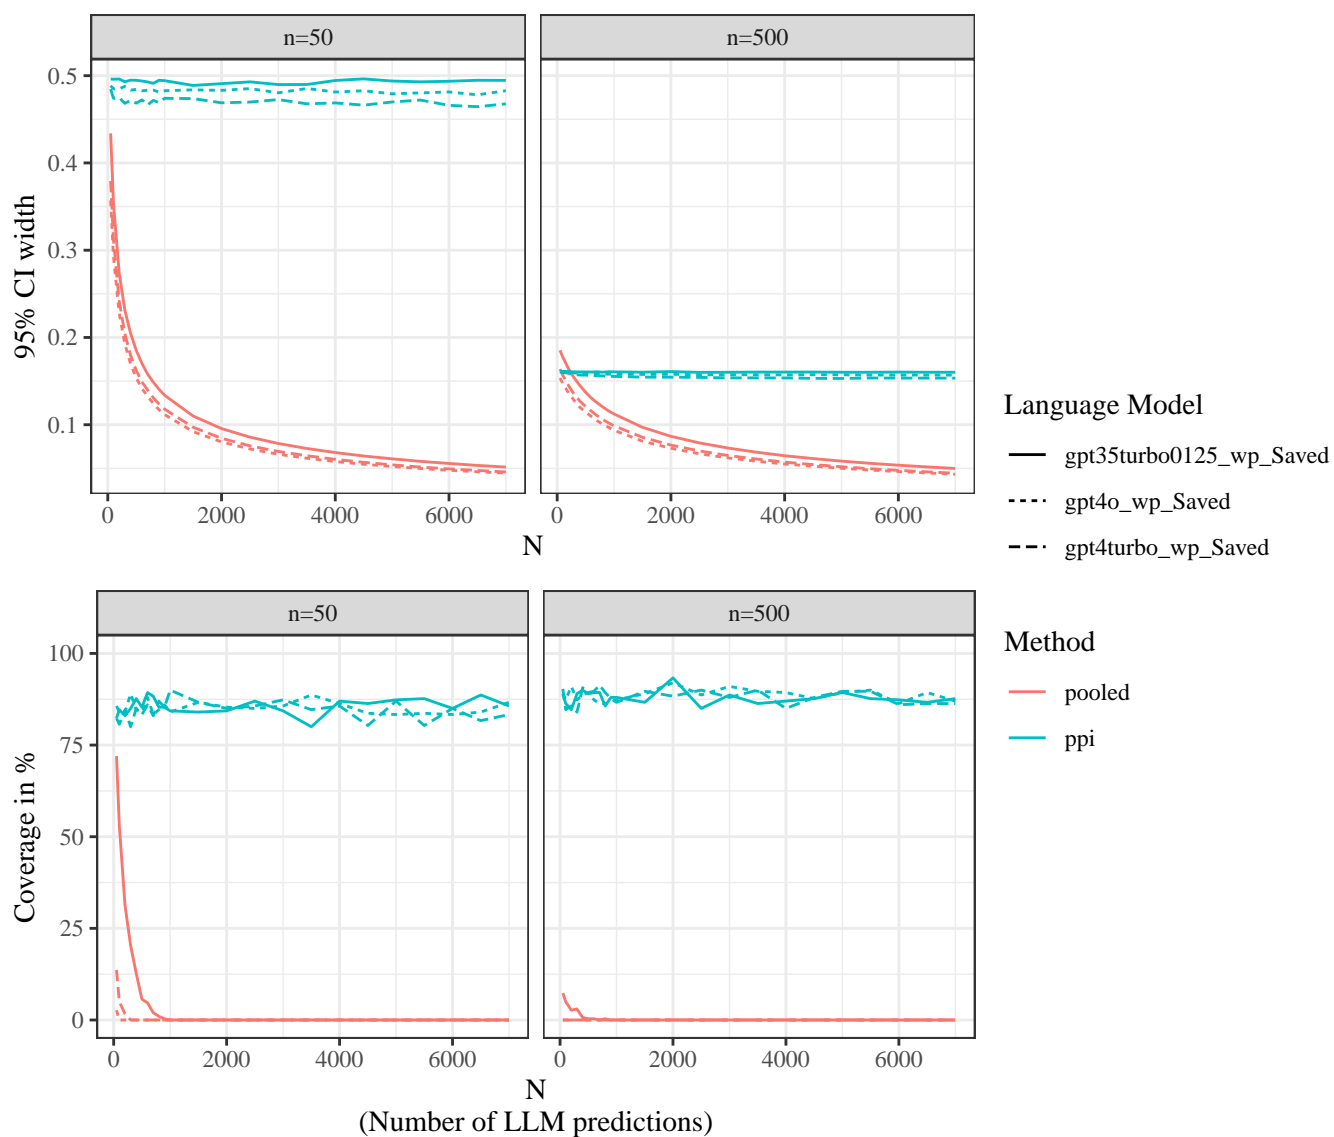 n=50
n=500
0.5
0.4
0.3
0.2
0.1
95% CI width
0 2000 4000 6000
0 2000 4000 6000
N
Language Model
gpt35turbo0125_wp_Saved
gpt4o_wp_Saved
gpt4turbo_wp_Saved
Method
pooled
ppi
n=50
n=500
100
75
50
25
0
Coverage in %
0 2000 4000 6000
0 2000 4000 6000
N
(Number of LLM predictions)